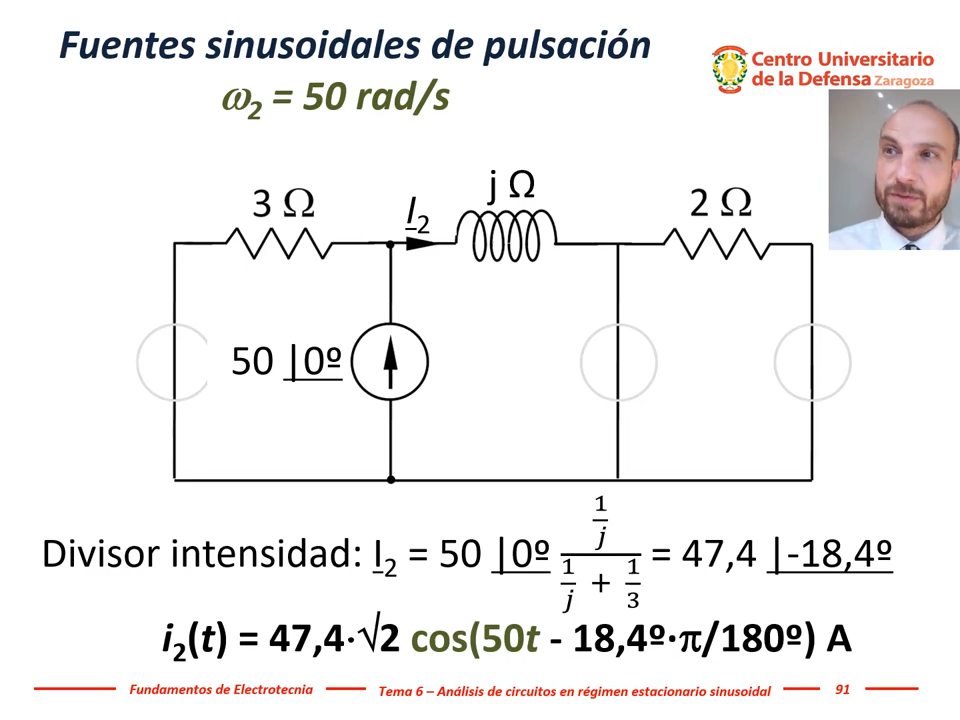 Fuentes sinusoidales de pulsación
ω2 = 50 rad/s
Centro Universitario
de la Defensa Zaragoza
3 Ω
I2
j Ω
2 Ω
50 |0º
Divisor intensidad: I2 = 50 |0º (1/j)/(1/j + 1/3) = 47,4 |-18,4º
i2(t) = 47,4·√2 cos(50t - 18,4º·π/180º) A
Fundamentos de Electrotecnia
Tema 6 – Análisis de circuitos en régimen estacionario sinusoidal
91